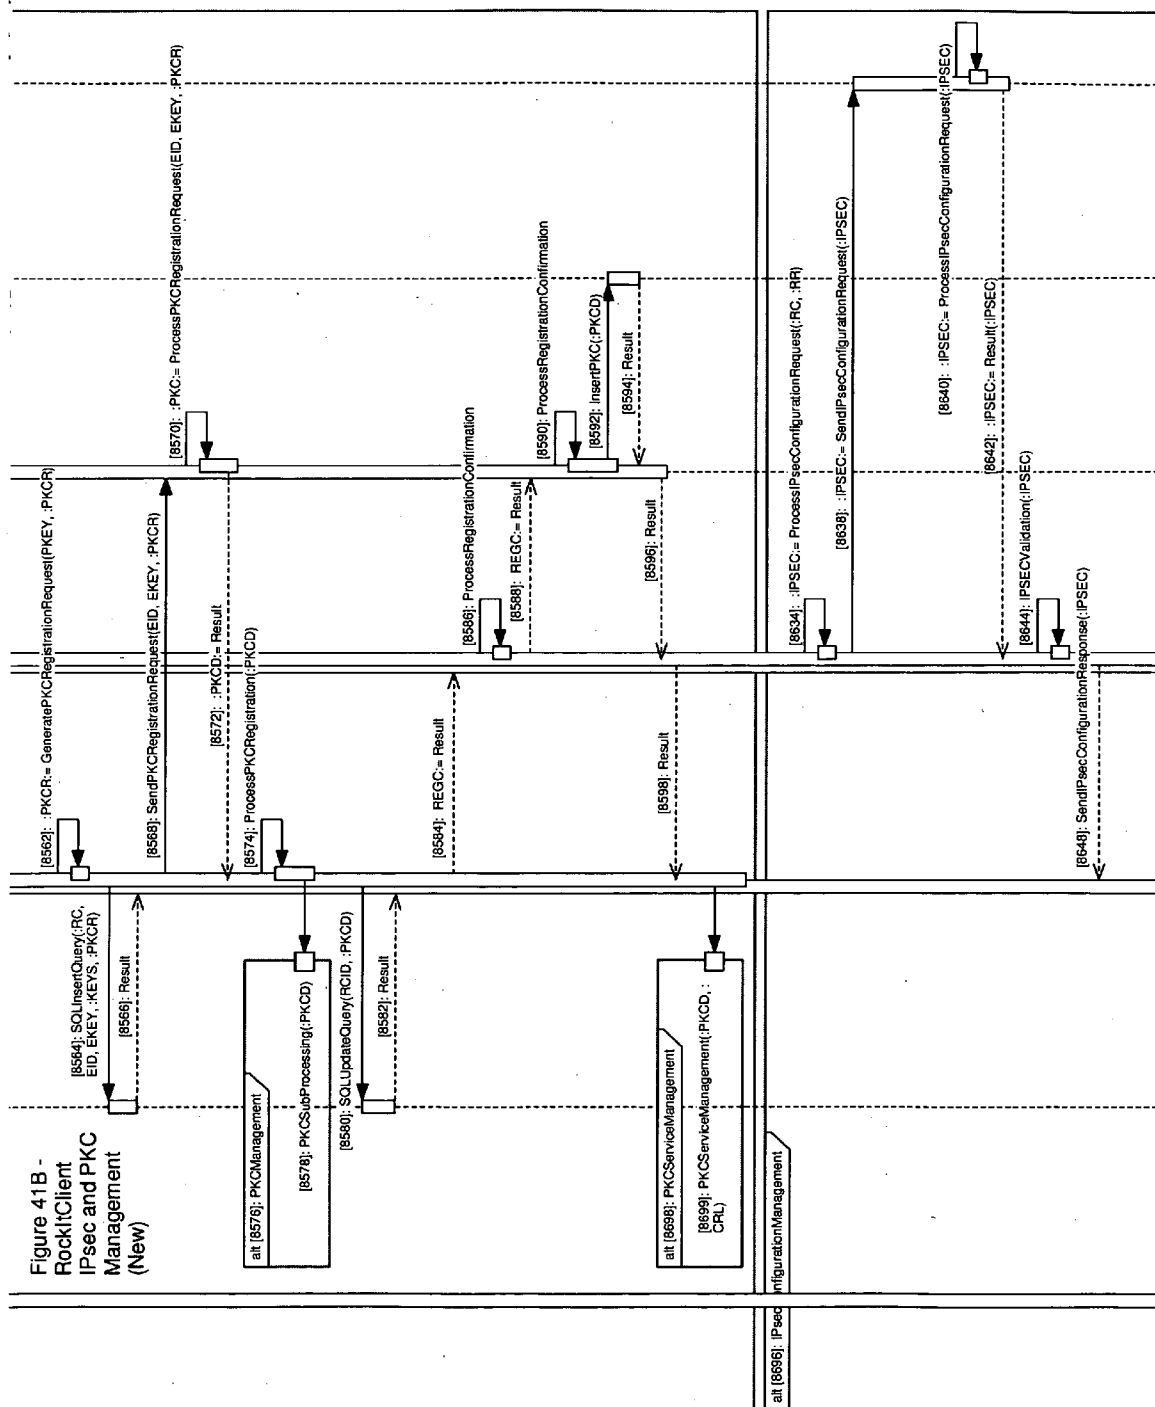 Figure 41B -
RockItClient
IPsec and PKC
Management
(New)
[8562]: :PKCR:= GeneratePKCRegistrationRequest(PKEY, :PKCR)
[8564]: SQLInsertQuery(:RC,
EID, EKEY, :KEYS, :PKCR)
[8566]: Result
[8568]: SendPKCRegistrationRequest(EID, EKEY, :PKCR)
[8570]: :PKC:= ProcessPKCRegistrationRequest(EID, EKEY, :PKCR)
[8572]: :PKCD:= Result
[8574]: ProcessPKCRegistration(:PKCD)
alt [8576]: PKCManagement
[8578]: PKCSubProcessing(:PKCD)
[8580]: SQLUpdateQuery(RCID, :PKCD)
[8582]: Result
[8584]: REGC:= Result
[8586]: ProcessRegistrationConfirmation
[8588]: REGC:= Result
[8590]: ProcessRegistrationConfirmation
[8592]: InsertPKC(:PKCD)
[8594]: Result
[8596]: Result
[8598]: Result
alt [8698]: PKCServiceManagement
[8699]: PKCServiceManagement(:PKCD, :
CRL)
alt [8696]: IPsec nfigurationManagement
[8634]: :IPSEC:= ProcessIPsecConfigurationRequest(:RC, :RR)
[8638]: :IPSEC:= SendIPsecConfigurationRequest(:IPSEC)
[8640]: :IPSEC:= ProcessIPsecConfigurationRequest(:IPSEC)
[8642]: :IPSEC:= Result(:IPSEC)
[8644]: IPSECValidation(:IPSEC)
[8648]: SendIPsecConfigurationResponse(:IPSEC)